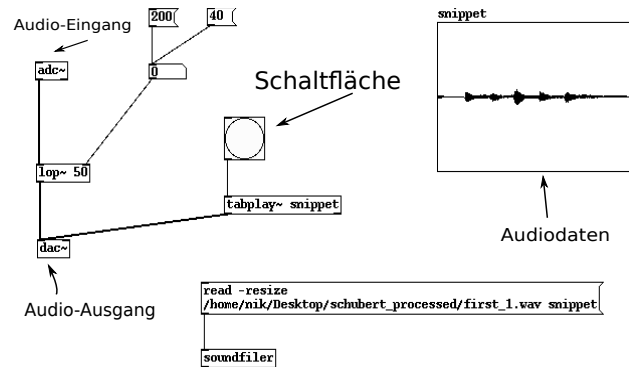 200
40
snippet
Audio-Eingang
adc~
0
Schaltfläche
lop~ 50
tabplay~ snippet
dac~
Audiodaten
Audio-Ausgang
read -resize
/home/nik/Desktop/schubert_processed/first_1.wav snippet
soundfiler